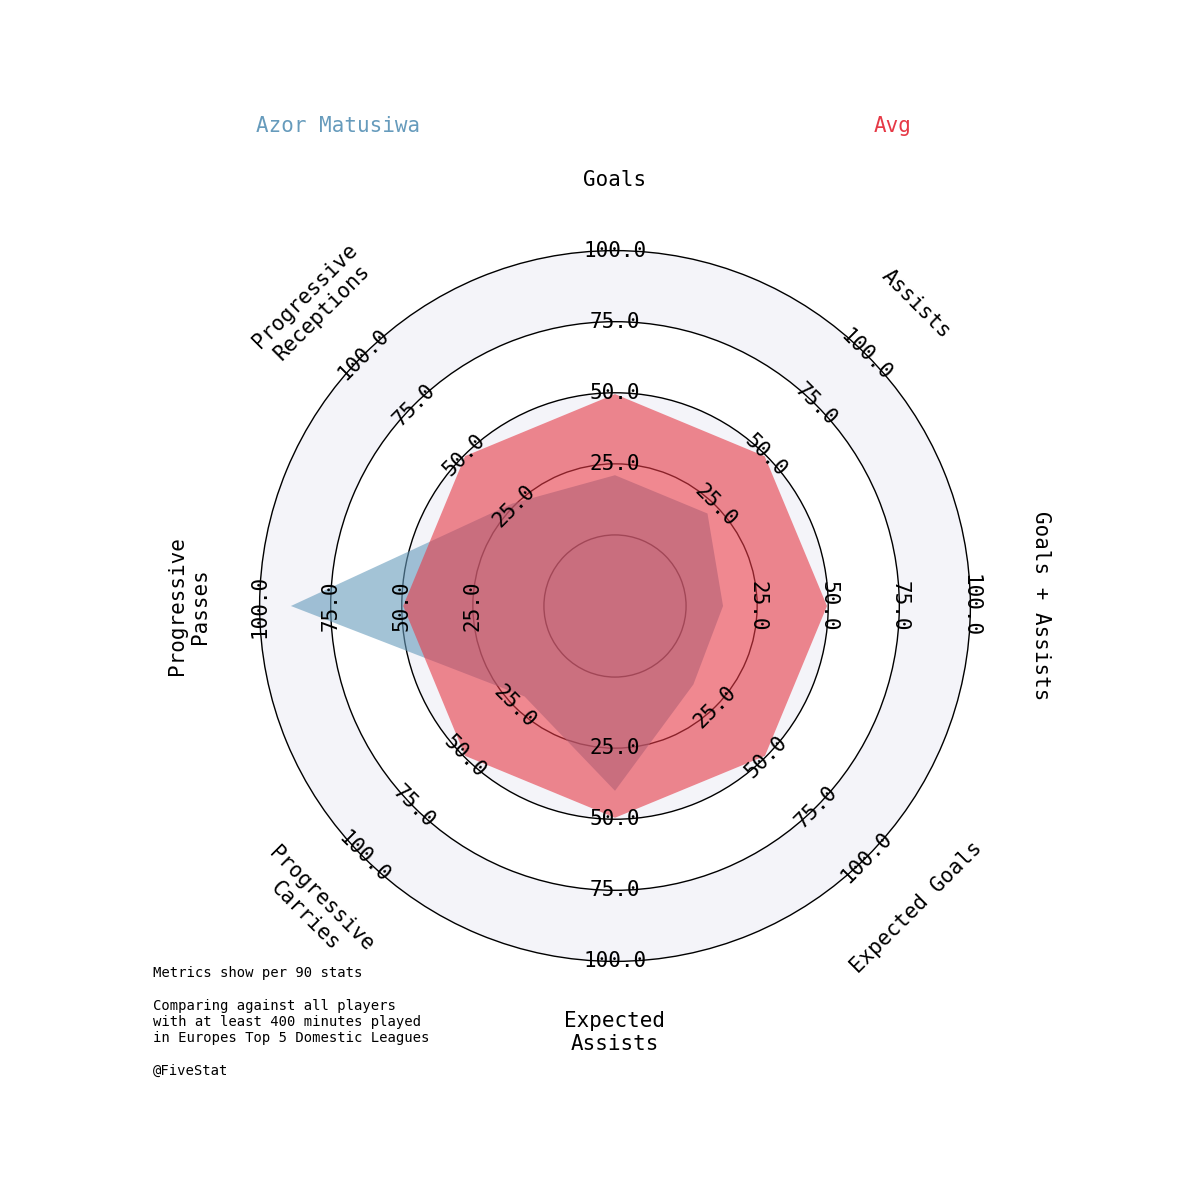 Azor Matusiwa
Avg
Goals
Assists
Goals + Assists
Expected Goals
Expected
Assists
Progressive
Carries
Progressive
Passes
Progressive
Receptions
25.0
50.0
75.0
100.0
25.0
50.0
75.0
100.0
25.0
50.0
75.0
100.0
25.0
50.0
75.0
100.0
25.0
50.0
75.0
100.0
25.0
50.0
75.0
100.0
25.0
50.0
75.0
100.0
25.0
50.0
75.0
100.0
Metrics show per 90 stats
Comparing against all players
with at least 400 minutes played
in Europes Top 5 Domestic Leagues
@FiveStat